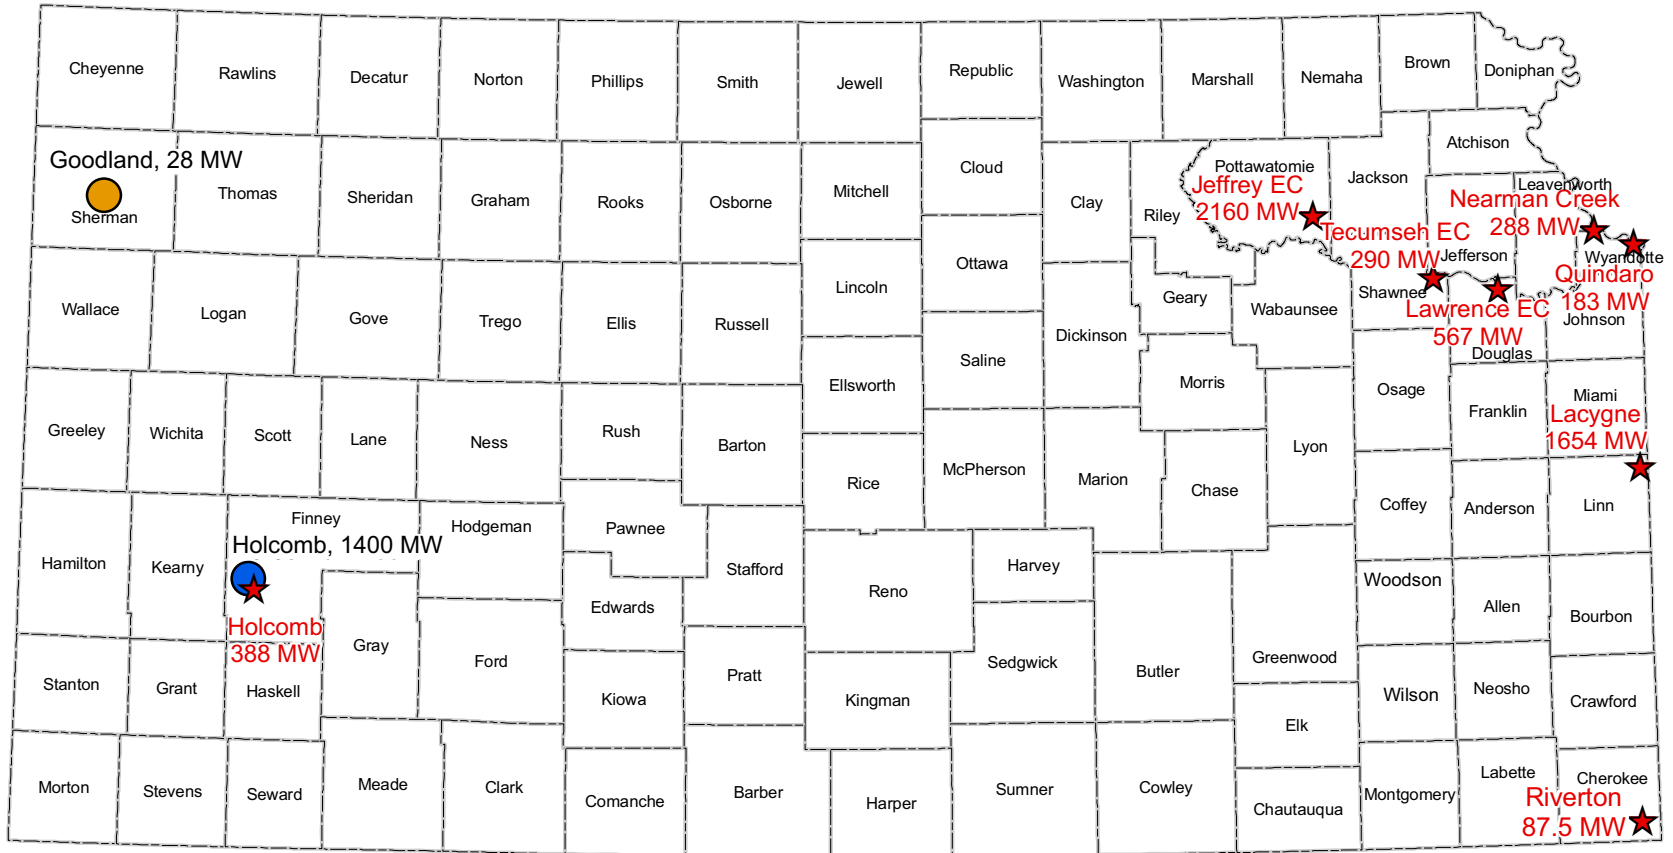 Cheyenne
Rawlins
Decatur
Norton
Phillips
Smith
Jewell
Republic
Washington
Marshall
Nemaha
Brown
Doniphan
Goodland, 28 MW
Sherman
Thomas
Sheridan
Graham
Rooks
Osborne
Mitchell
Cloud
Clay
Riley
Pottawatomie
Jeffrey EC
2160 MW
Jackson
Atchison
Leavenworth
Nearman Creek
288 MW
Tecumseh EC
290 MW
Jefferson
Wyandotte
Quindaro
183 MW
Shawnee
Lawrence EC
567 MW
Johnson
Douglas
Wallace
Logan
Gove
Trego
Ellis
Russell
Lincoln
Ottawa
Geary
Wabaunsee
Dickinson
Saline
Ellsworth
Morris
Osage
Franklin
Miami
Lacygne
1654 MW
Greeley
Wichita
Scott
Lane
Ness
Rush
Barton
Rice
McPherson
Marion
Chase
Lyon
Coffey
Anderson
Linn
Finney
Holcomb, 1400 MW
Hodgeman
Pawnee
Hamilton
Kearny
Holcomb
388 MW
Stafford
Edwards
Reno
Harvey
Woodson
Allen
Bourbon
Gray
Ford
Stanton
Grant
Haskell
Kiowa
Pratt
Kingman
Sedgwick
Butler
Greenwood
Wilson
Neosho
Crawford
Elk
Morton
Stevens
Seward
Meade
Clark
Comanche
Barber
Harper
Sumner
Cowley
Chautauqua
Montgomery
Labette
Cherokee
Riverton
87.5 MW